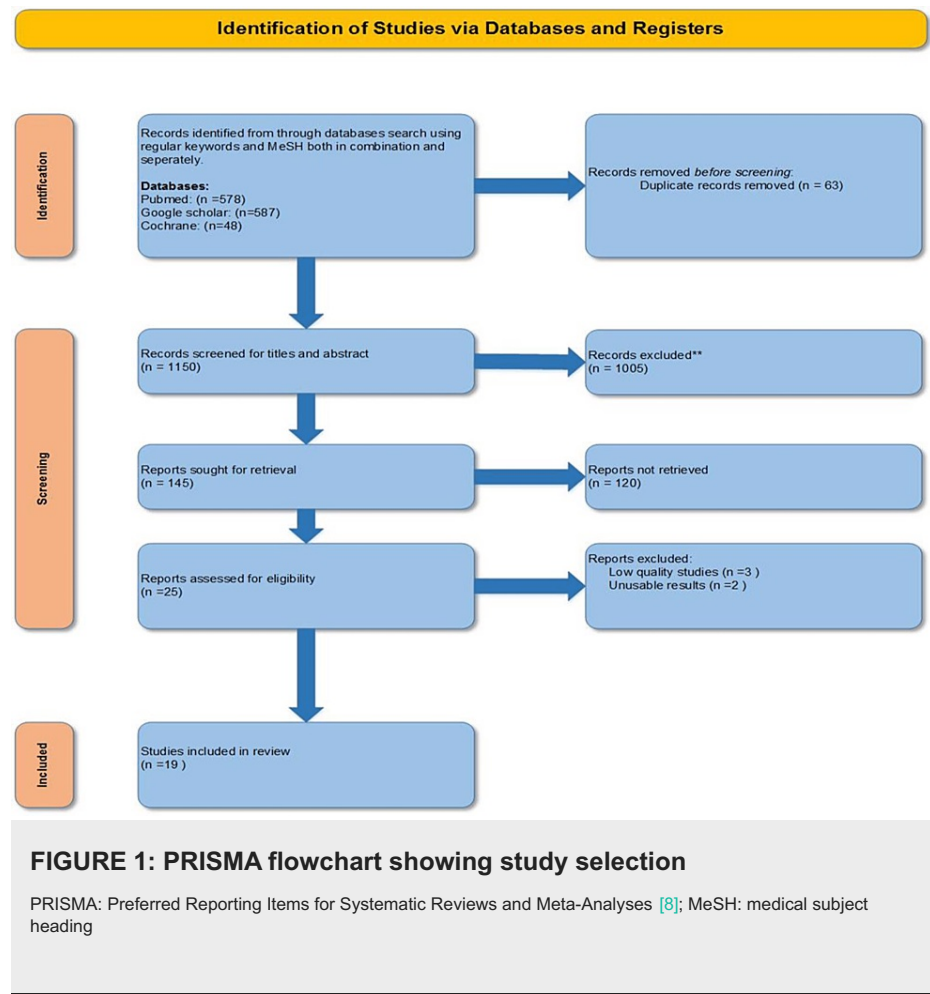 Identification of Studies via Databases and Registers
Identification
Records identified from through databases search using
regular keywords and MeSH both in combination and
seperately.
Databases:
Pubmed: (n =578)
Google scholar: (n=587)
Cochrane: (n=48)
Records removed before screening:
Duplicate records removed (n = 63)
Screening
Records screened for titles and abstract
(n = 1150)
Records excluded**
(n = 1005)
Reports sought for retrieval
(n = 145)
Reports not retrieved
(n = 120)
Reports assessed for eligibility
(n =25)
Reports excluded:
Low quality studies (n =3 )
Unusable results (n =2 )
Included
Studies included in review
(n =19 )
FIGURE 1: PRISMA flowchart showing study selection
PRISMA: Preferred Reporting Items for Systematic Reviews and Meta-Analyses [8]; MeSH: medical subject
heading